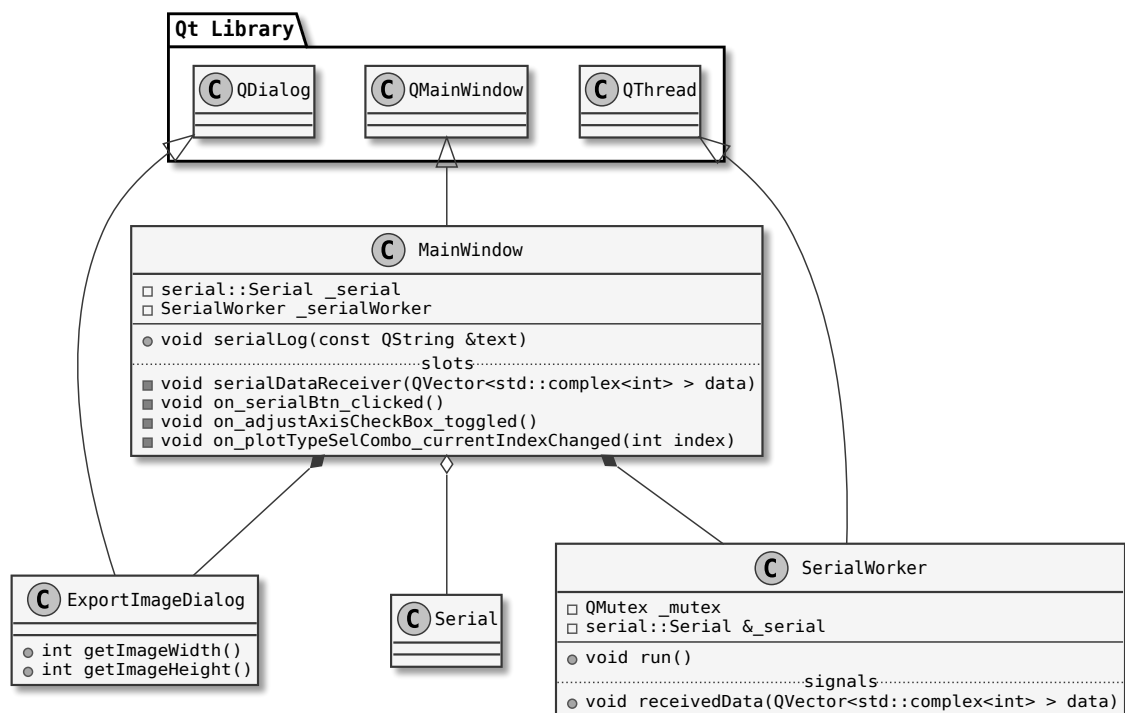 Qt Library
C QDialog
C QMainWindow
C QThread
C MainWindow
serial::Serial _serial
SerialWorker _serialWorker
void serialLog(const QString &text)
slots
void serialDataReceiver(QVector<std::complex<int> > data)
void on_serialBtn_clicked()
void on_adjustAxisCheckBox_toggled()
void on_plotTypeSelCombo_currentIndexChanged(int index)
C ExportImageDialog
int getImageWidth()
int getImageHeight()
C Serial
C SerialWorker
QMutex _mutex
serial::Serial &_serial
void run()
signals
void receivedData(QVector<std::complex<int> > data)